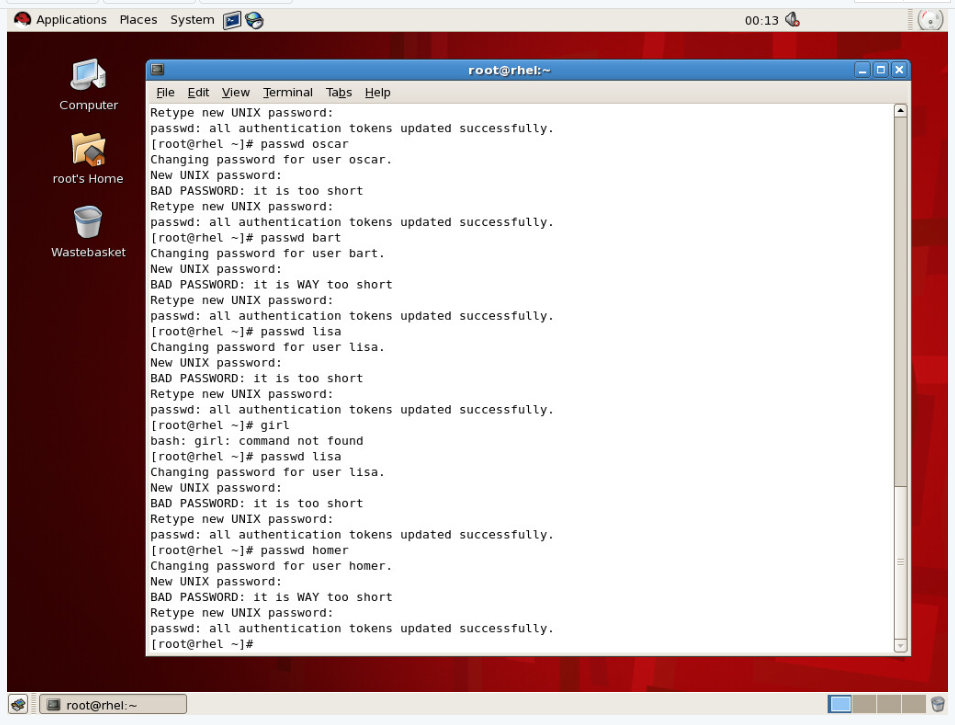 Applications Places System 00:13
root@rhel:~
File Edit View Terminal Tabs Help
Computer
root's Home
Wastebasket
Retype new UNIX password:
passwd: all authentication tokens updated successfully.
[root@rhel ~]# passwd oscar
Changing password for user oscar.
New UNIX password:
BAD PASSWORD: it is too short
Retype new UNIX password:
passwd: all authentication tokens updated successfully.
[root@rhel ~]# passwd bart
Changing password for user bart.
New UNIX password:
BAD PASSWORD: it is WAY too short
Retype new UNIX password:
passwd: all authentication tokens updated successfully.
[root@rhel ~]# passwd lisa
Changing password for user lisa.
New UNIX password:
BAD PASSWORD: it is too short
Retype new UNIX password:
passwd: all authentication tokens updated successfully.
[root@rhel ~]# girl
bash: girl: command not found
[root@rhel ~]# passwd lisa
Changing password for user lisa.
New UNIX password:
BAD PASSWORD: it is too short
Retype new UNIX password:
passwd: all authentication tokens updated successfully.
[root@rhel ~]# passwd homer
Changing password for user homer.
New UNIX password:
BAD PASSWORD: it is WAY too short
Retype new UNIX password:
passwd: all authentication tokens updated successfully.
[root@rhel ~]#
root@rhel:~